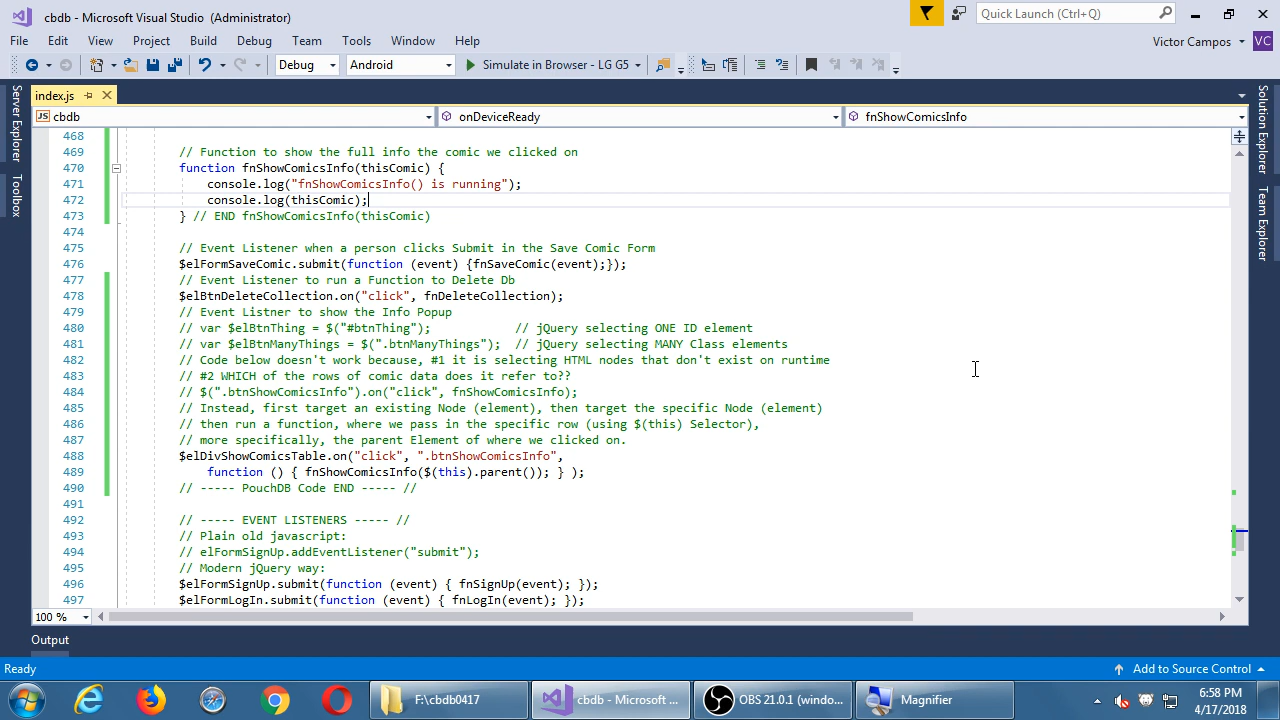 cbdb - Microsoft Visual Studio (Administrator)
Quick Launch (Ctrl+Q)
File Edit View Project Build Debug Team Tools Window Help
Victor Campos VC
Debug Android Simulate in Browser - LG G5
index.js
JS cbdb onDeviceReady fnShowComicsInfo
Server Explorer
Toolbox
Solution Explorer
Team Explorer
468
469 // Function to show the full info the comic we clicked on
470 function fnShowComicsInfo(thisComic) {
471 console.log("fnShowComicsInfo() is running");
472 console.log(thisComic);
473 } // END fnShowComicsInfo(thisComic)
474
475 // Event Listener when a person clicks Submit in the Save Comic Form
476 $elFormSaveComic.submit(function (event) {fnSaveComic(event);});
477 // Event Listener to run a Function to Delete Db
478 $elBtnDeleteCollection.on("click", fnDeleteCollection);
479 // Event Listner to show the Info Popup
480 // var $elBtnThing = $("#btnThing"); // jQuery selecting ONE ID element
481 // var $elBtnManyThings = $(".btnManyThings"); // jQuery selecting MANY Class elements
482 // Code below doesn't work because, #1 it is selecting HTML nodes that don't exist on runtime
483 // #2 WHICH of the rows of comic data does it refer to??
484 // $(".btnShowComicsInfo").on("click", fnShowComicsInfo);
485 // Instead, first target an existing Node (element), then target the specific Node (element)
486 // then run a function, where we pass in the specific row (using $(this) Selector),
487 // more specifically, the parent Element of where we clicked on.
488 $elDivShowComicsTable.on("click", ".btnShowComicsInfo",
489 function () { fnShowComicsInfo($(this).parent()); } );
490 // ----- PouchDB Code END ----- //
491
492 // ----- EVENT LISTENERS ----- //
493 // Plain old javascript:
494 // elFormSignUp.addEventListener("submit");
495 // Modern jQuery way:
496 $elFormSignUp.submit(function (event) { fnSignUp(event); });
497 $elFormLogIn.submit(function (event) { fnLogIn(event); });
100 %
Output
Ready Add to Source Control
F:\cbdb0417 cbdb - Microsoft ... OBS 21.0.1 (windo... Magnifier
6:58 PM
4/17/2018